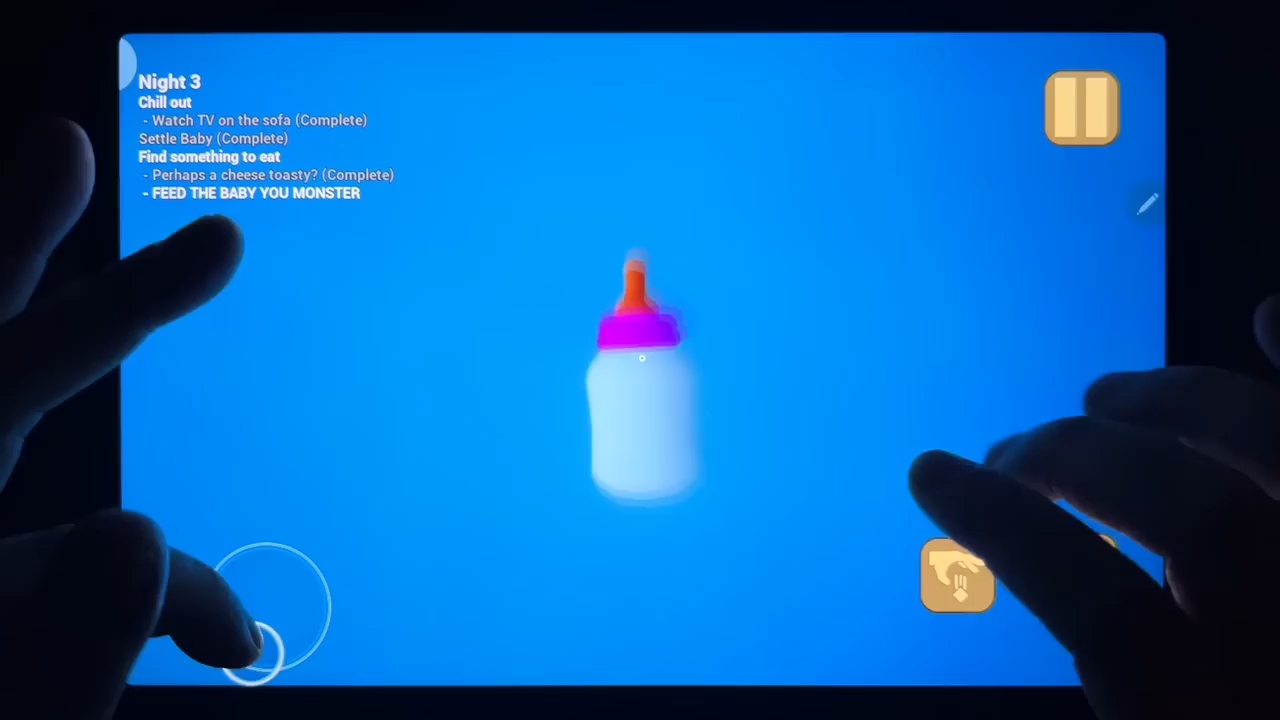 Night 3
Chill out
- Watch TV on the sofa (Complete)
Settle Baby (Complete)
Find something to eat
- Perhaps a cheese toasty? (Complete)
- FEED THE BABY YOU MONSTER